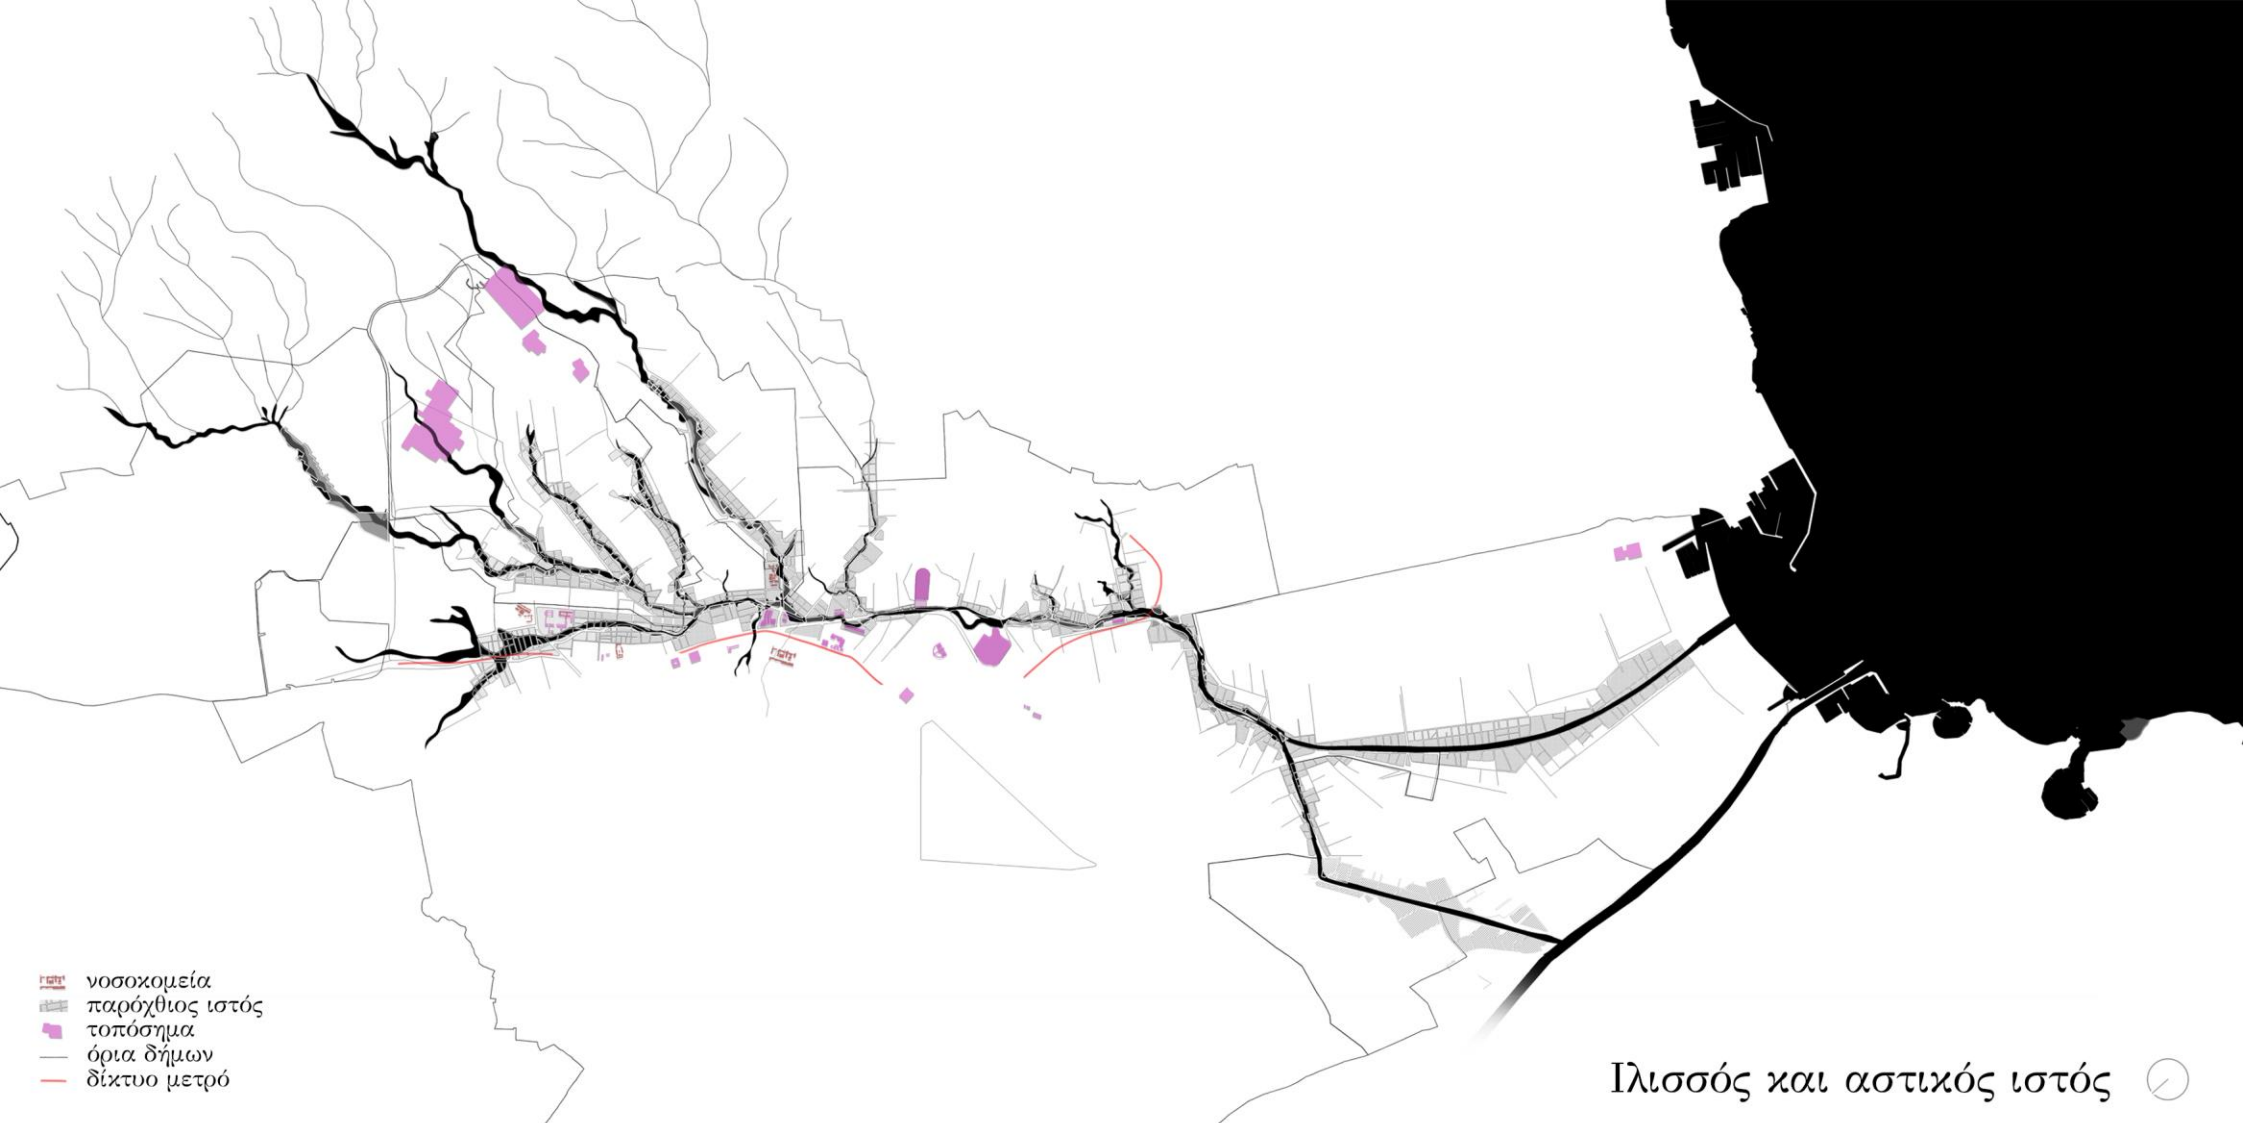 νοσοκομεία
παρόχθιος ιστός
τοπόσημα
όρια δήμων
δίκτυο μετρό
Ιλισσός και αστικός ιστός